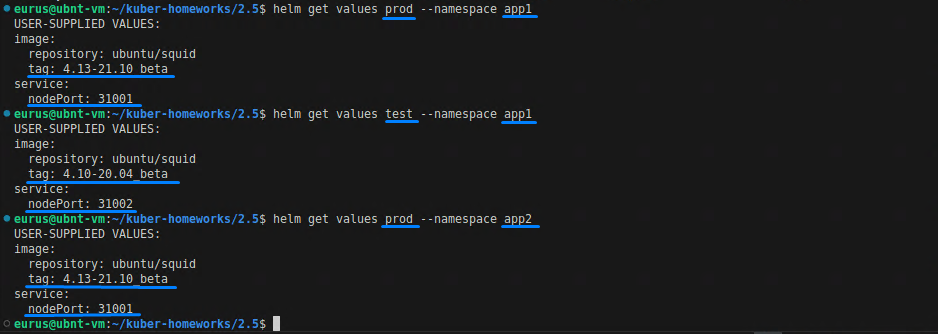 eurus@ubnt-vm:~/kuber-homeworks/2.5$ helm get values prod --namespace app1
USER-SUPPLIED VALUES:
image:
  repository: ubuntu/squid
  tag: 4.13-21.10_beta
service:
  nodePort: 31001
eurus@ubnt-vm:~/kuber-homeworks/2.5$ helm get values test --namespace app1
USER-SUPPLIED VALUES:
image:
  repository: ubuntu/squid
  tag: 4.10-20.04_beta
service:
  nodePort: 31002
eurus@ubnt-vm:~/kuber-homeworks/2.5$ helm get values prod --namespace app2
USER-SUPPLIED VALUES:
image:
  repository: ubuntu/squid
  tag: 4.13-21.10_beta
service:
  nodePort: 31001
eurus@ubnt-vm:~/kuber-homeworks/2.5$